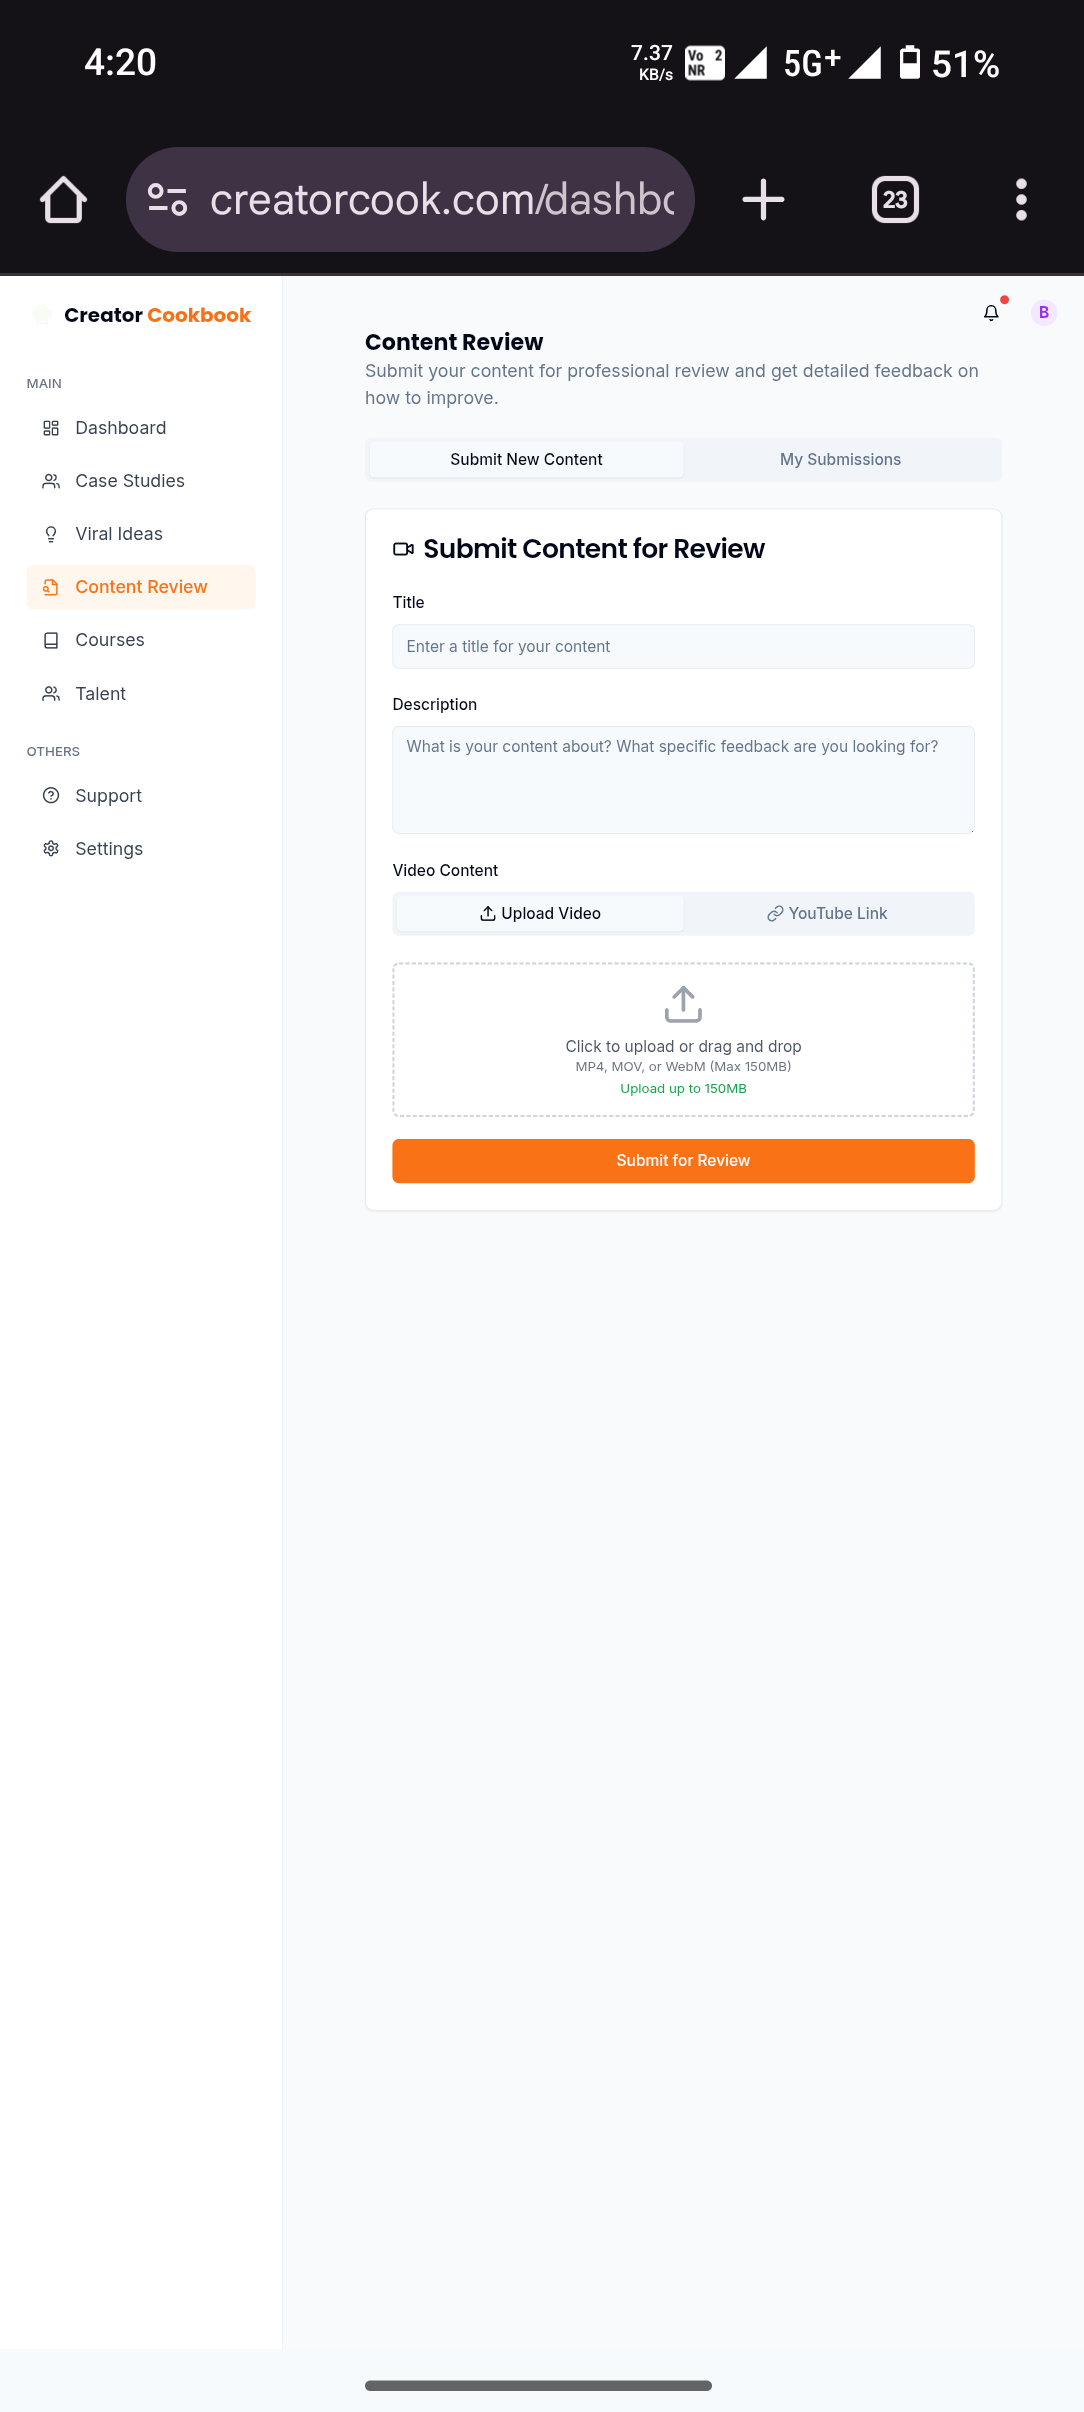 4:20
7.37
KB/s
Vo 2
NR
5G+
51%
creatorcook.com/dashbo
23
Creator Cookbook
B
MAIN
Dashboard
Case Studies
Viral Ideas
Content Review
Courses
Talent
OTHERS
Support
Settings
Content Review
Submit your content for professional review and get detailed feedback on
how to improve.
Submit New Content
My Submissions
Submit Content for Review
Title
Enter a title for your content
Description
What is your content about? What specific feedback are you looking for?
Video Content
Upload Video
YouTube Link
Click to upload or drag and drop
MP4, MOV, or WebM (Max 150MB)
Upload up to 150MB
Submit for Review